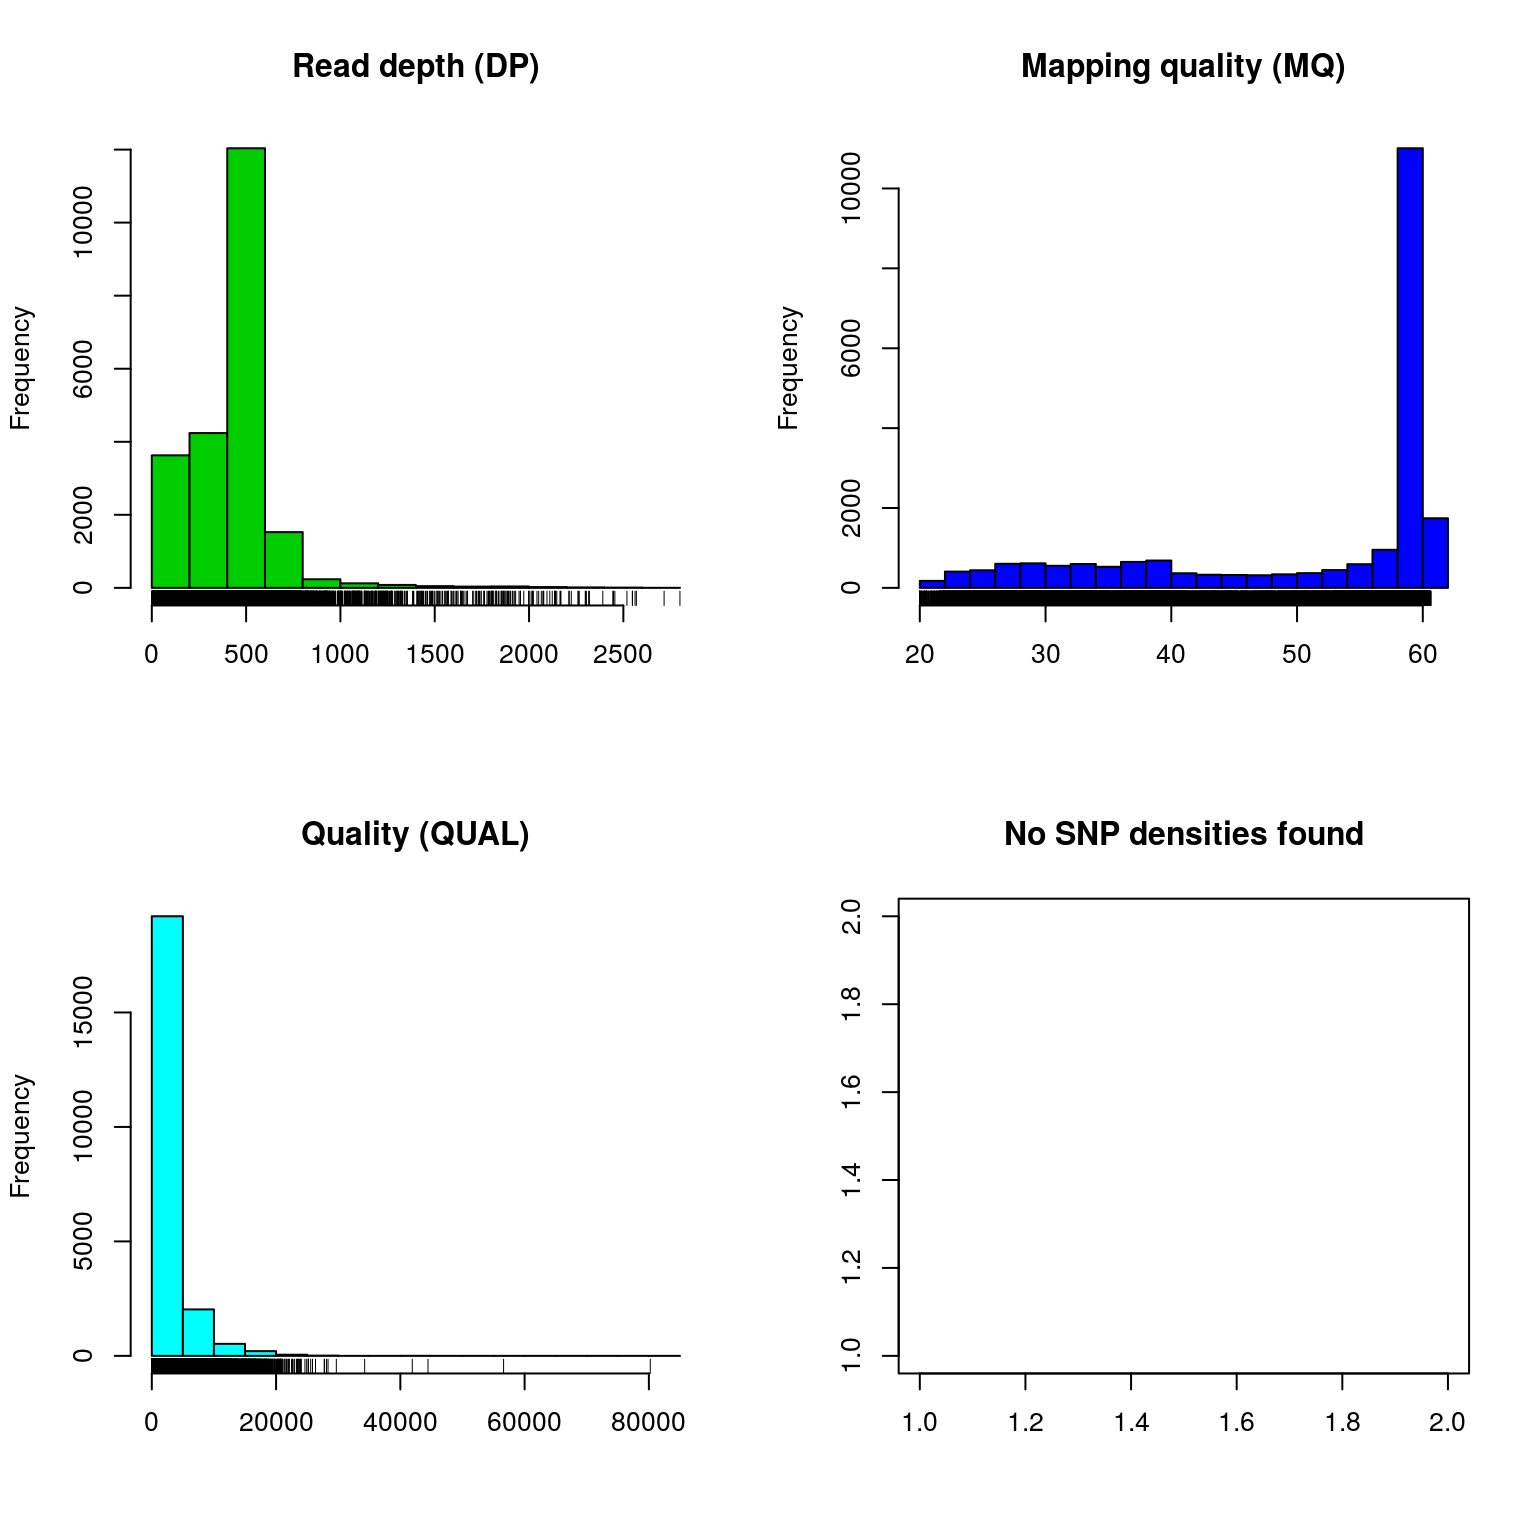 Read depth (DP)
Frequency
0
2000
6000
10000
0 500 1000 1500 2000 2500
Mapping quality (MQ)
Frequency
0
2000
6000
10000
20 30 40 50 60
Quality (QUAL)
Frequency
0
5000
10000
15000
0 20000 40000 60000 80000
No SNP densities found
1.0
1.2
1.4
1.6
1.8
2.0
1.0 1.2 1.4 1.6 1.8 2.0